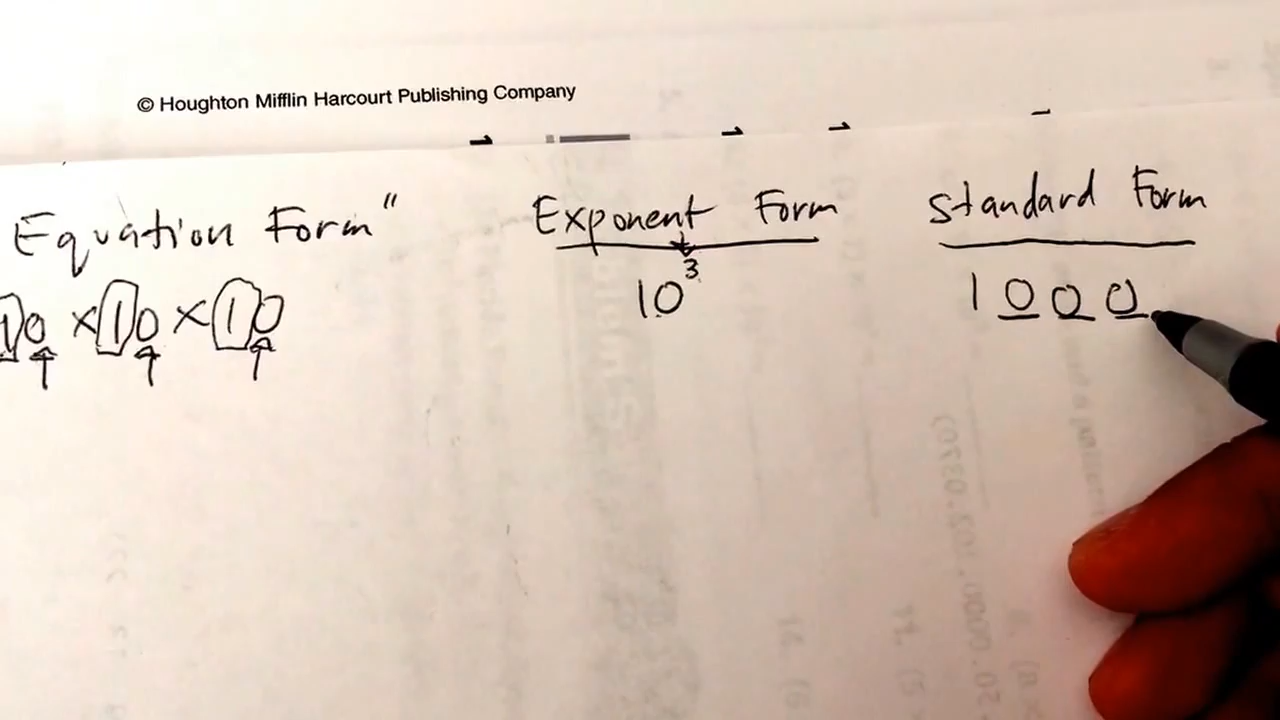 © Houghton Mifflin Harcourt Publishing Company
Equation Form" Exponent Form Standard Form
10 × 10 × 10 10³ 1000